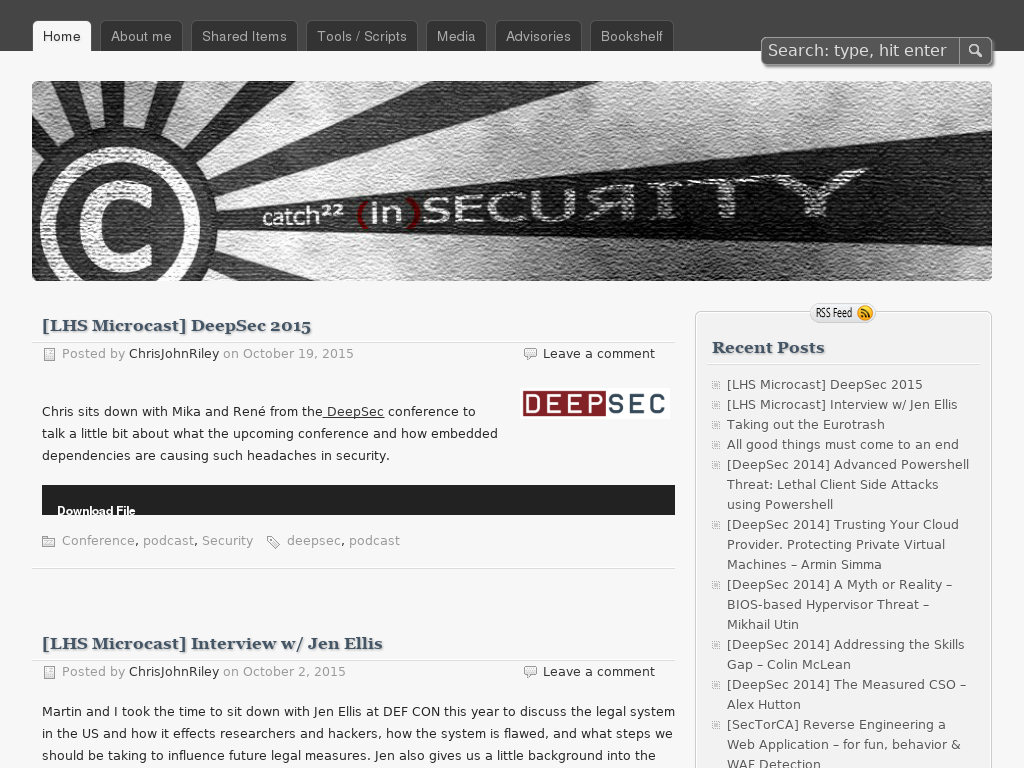 Home
About me
Shared Items
Tools / Scripts
Media
Advisories
Bookshelf
Search: type, hit enter
C
catch²² (in)SECUЯITY
[LHS Microcast] DeepSec 2015
Posted by ChrisJohnRiley on October 19, 2015
Leave a comment
Chris sits down with Mika and René from the DeepSec conference to
talk a little bit about what the upcoming conference and how embedded
dependencies are causing such headaches in security.
DEEPSEC
Download File
Conference, podcast, Security
deepsec, podcast
[LHS Microcast] Interview w/ Jen Ellis
Posted by ChrisJohnRiley on October 2, 2015
Leave a comment
Martin and I took the time to sit down with Jen Ellis at DEF CON this year to discuss the legal system
in the US and how it effects researchers and hackers, how the system is flawed, and what steps we
should be taking to influence future legal measures. Jen also gives us a little background into the
RSS Feed
Recent Posts
[LHS Microcast] DeepSec 2015
[LHS Microcast] Interview w/ Jen Ellis
Taking out the Eurotrash
All good things must come to an end
[DeepSec 2014] Advanced Powershell
Threat: Lethal Client Side Attacks
using Powershell
[DeepSec 2014] Trusting Your Cloud
Provider. Protecting Private Virtual
Machines – Armin Simma
[DeepSec 2014] A Myth or Reality –
BIOS-based Hypervisor Threat –
Mikhail Utin
[DeepSec 2014] Addressing the Skills
Gap – Colin McLean
[DeepSec 2014] The Measured CSO –
Alex Hutton
[SecTorCA] Reverse Engineering a
Web Application – for fun, behavior &
WAF Detection